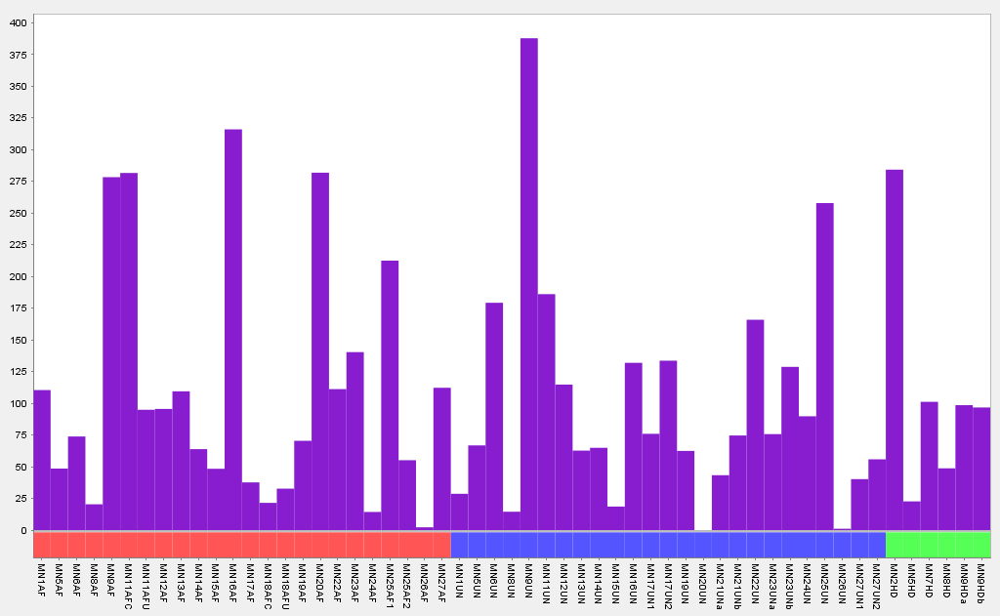 400
375
350
325
300
275
250
225
200
175
150
125
100
75
50
25
0
MN1AF
MN5AF
MN6AF
MN8AF
MN9AF
MN11AFC
MN11AFU
MN12AF
MN13AF
MN14AF
MN15AF
MN16AF
MN17AF
MN18AFC
MN18AFU
MN19AF
MN20AF
MN22AF
MN23AF
MN24AF
MN25AF1
MN25AF2
MN26AF
MN27AF
MN1UN
MN5UN
MN6UN
MN8UN
MN9UN
MN11UN
MN12UN
MN13UN
MN14UN
MN15UN
MN16UN
MN17UN1
MN17UN2
MN19UN
MN20UN
MN21UNa
MN21UNb
MN22UN
MN23UNa
MN23UNb
MN24UN
MN25UN
MN26UN
MN27UN1
MN27UN2
MN2HD
MN5HD
MN7HD
MN8HD
MN9HDa
MN9HDb